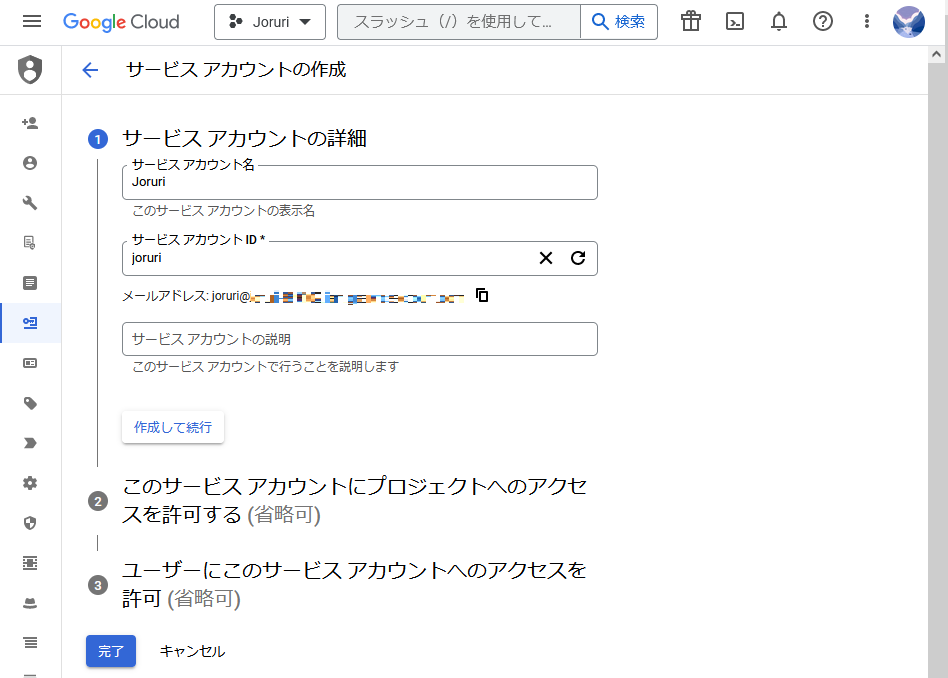 Google Cloud
Joruri
スラッシュ（/）を使用して...
検索
サービス アカウントの作成
1
サービス アカウントの詳細
サービス アカウント名
Joruri
このサービス アカウントの表示名
サービス アカウント ID *
joruri
メールアドレス: joruri@
サービス アカウントの説明
このサービス アカウントで行うことを説明します
作成して続行
2
このサービス アカウントにプロジェクトへのアクセ
スを許可する (省略可)
3
ユーザーにこのサービス アカウントへのアクセスを
許可 (省略可)
完了
キャンセル